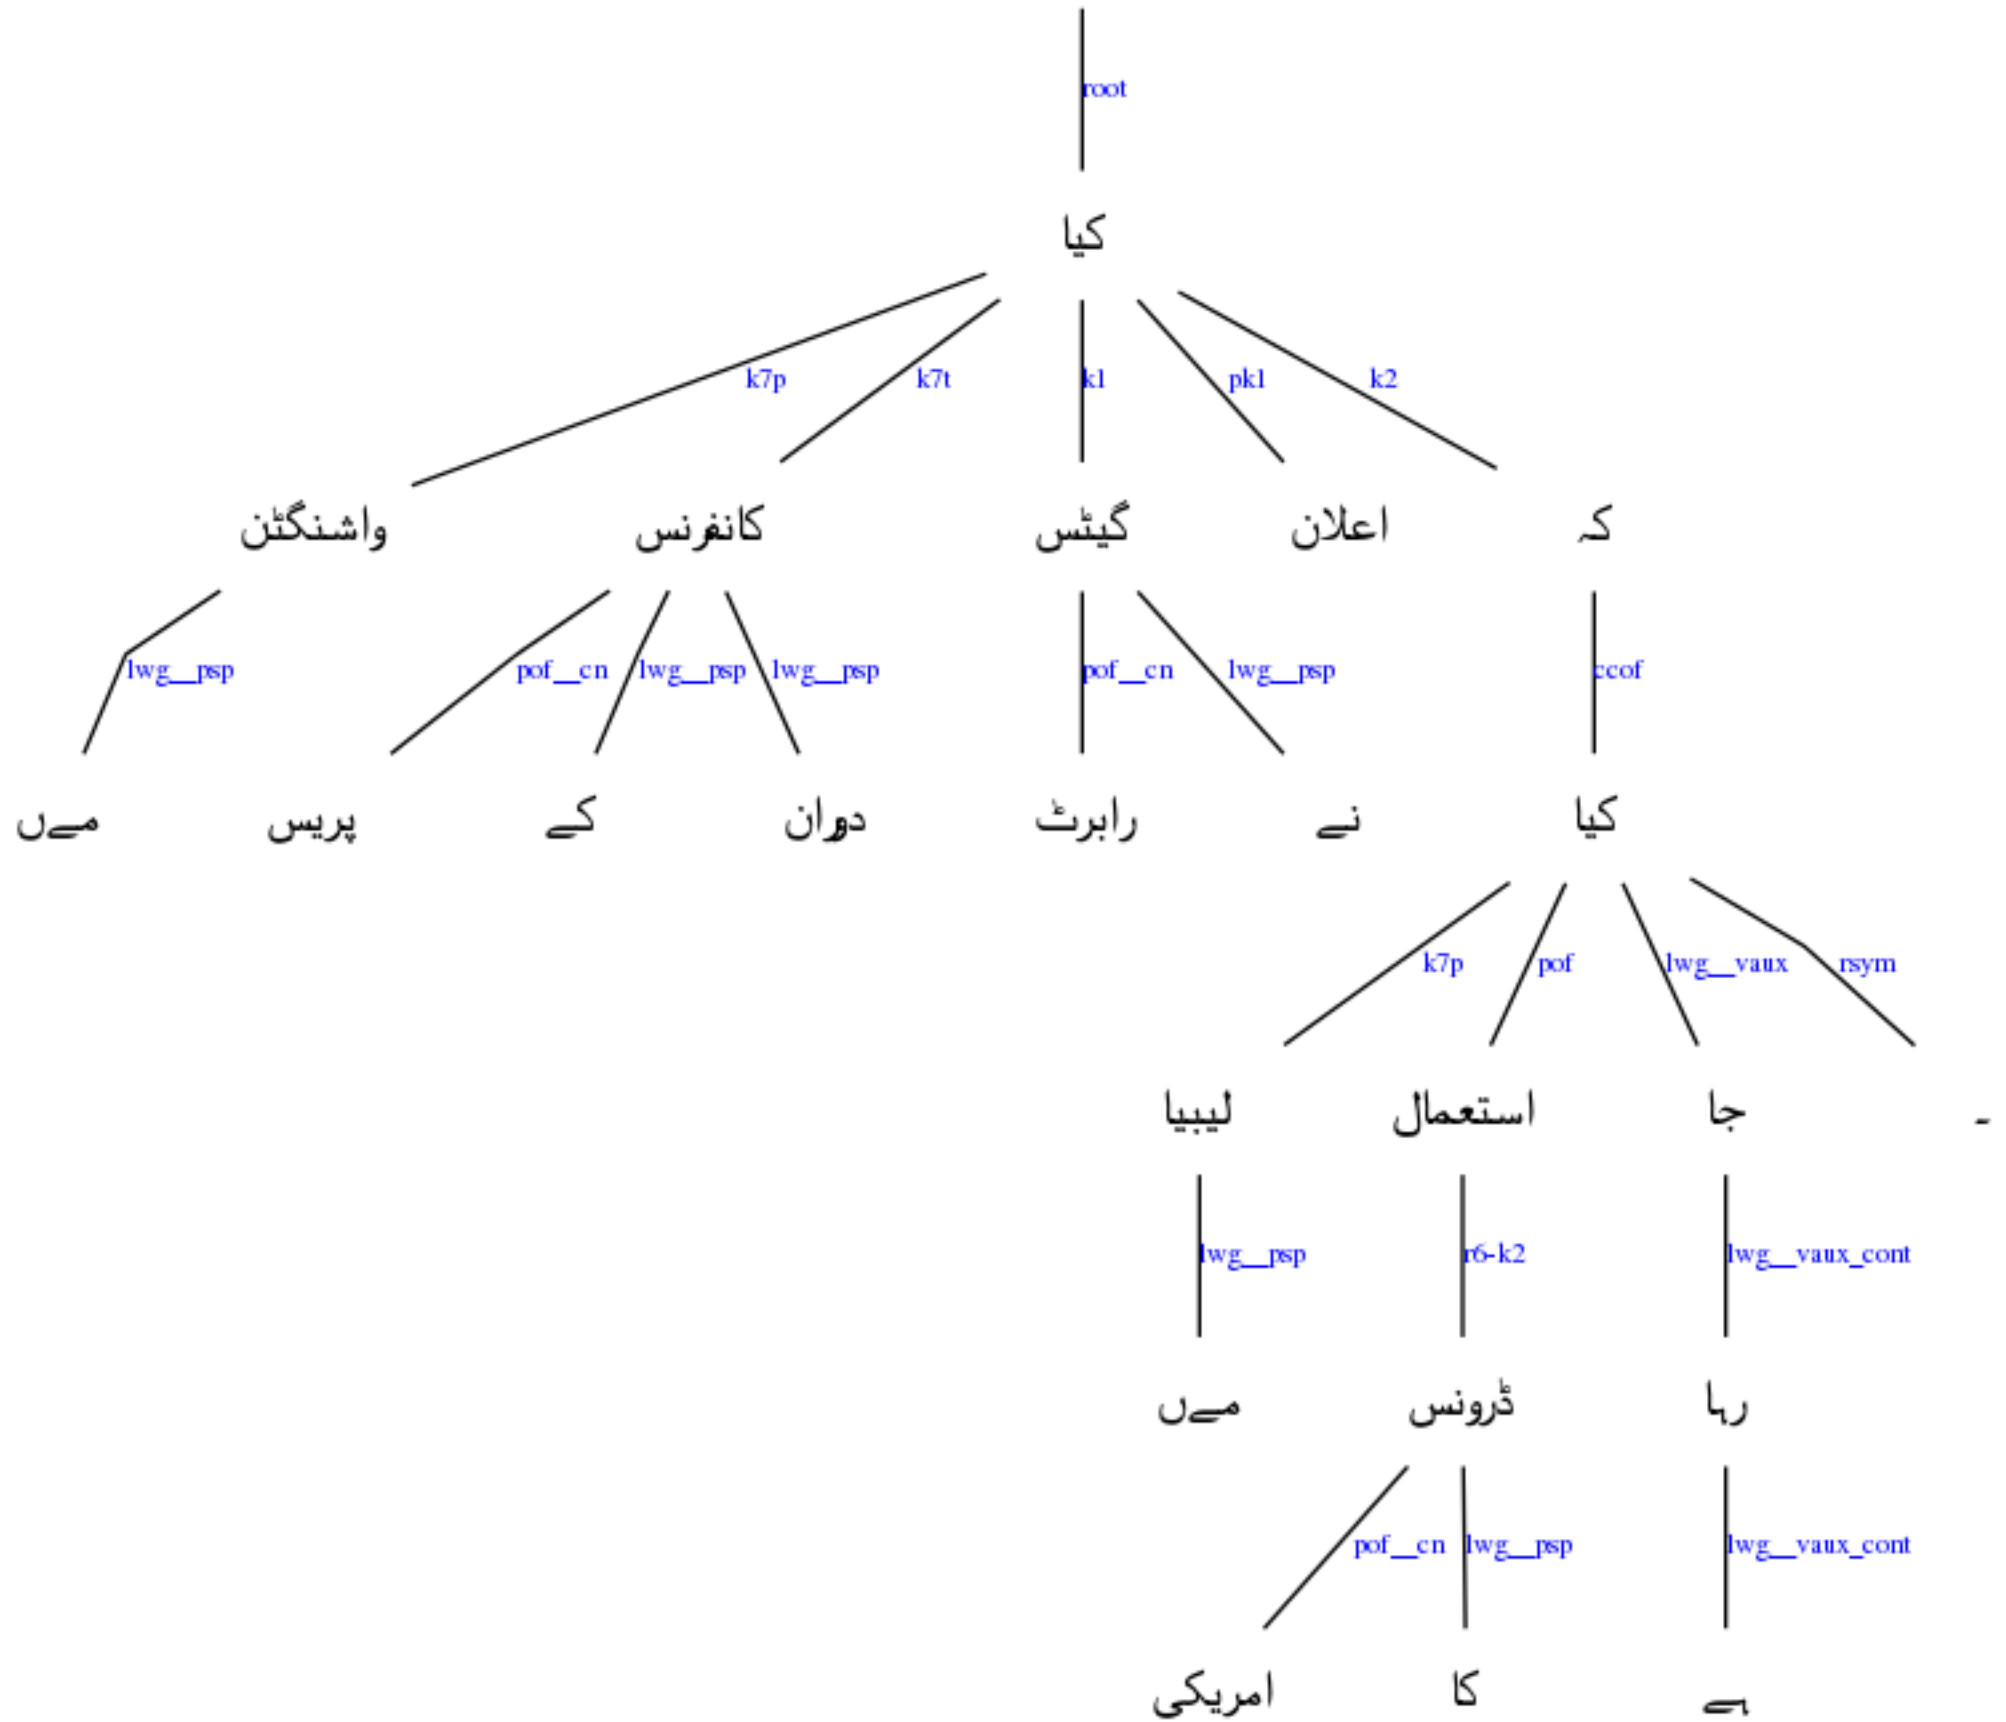 root
کیا
k7p k7t k1 pk1 k2
واشنگٹن کانفرنس گیٹس اعلان کہ
lwg__psp pof__cn lwg__psp lwg__psp pof__cn lwg__psp ccof
مےں پریس کے دوران رابرٹ نے کیا
k7p pof lwg__vaux rsym
لیبیا استعمال جا ۔
lwg__psp r6-k2 lwg__vaux_cont
مےں ڈرونس رہا
pof__cn lwg__psp lwg__vaux_cont
امریکی کا ہے